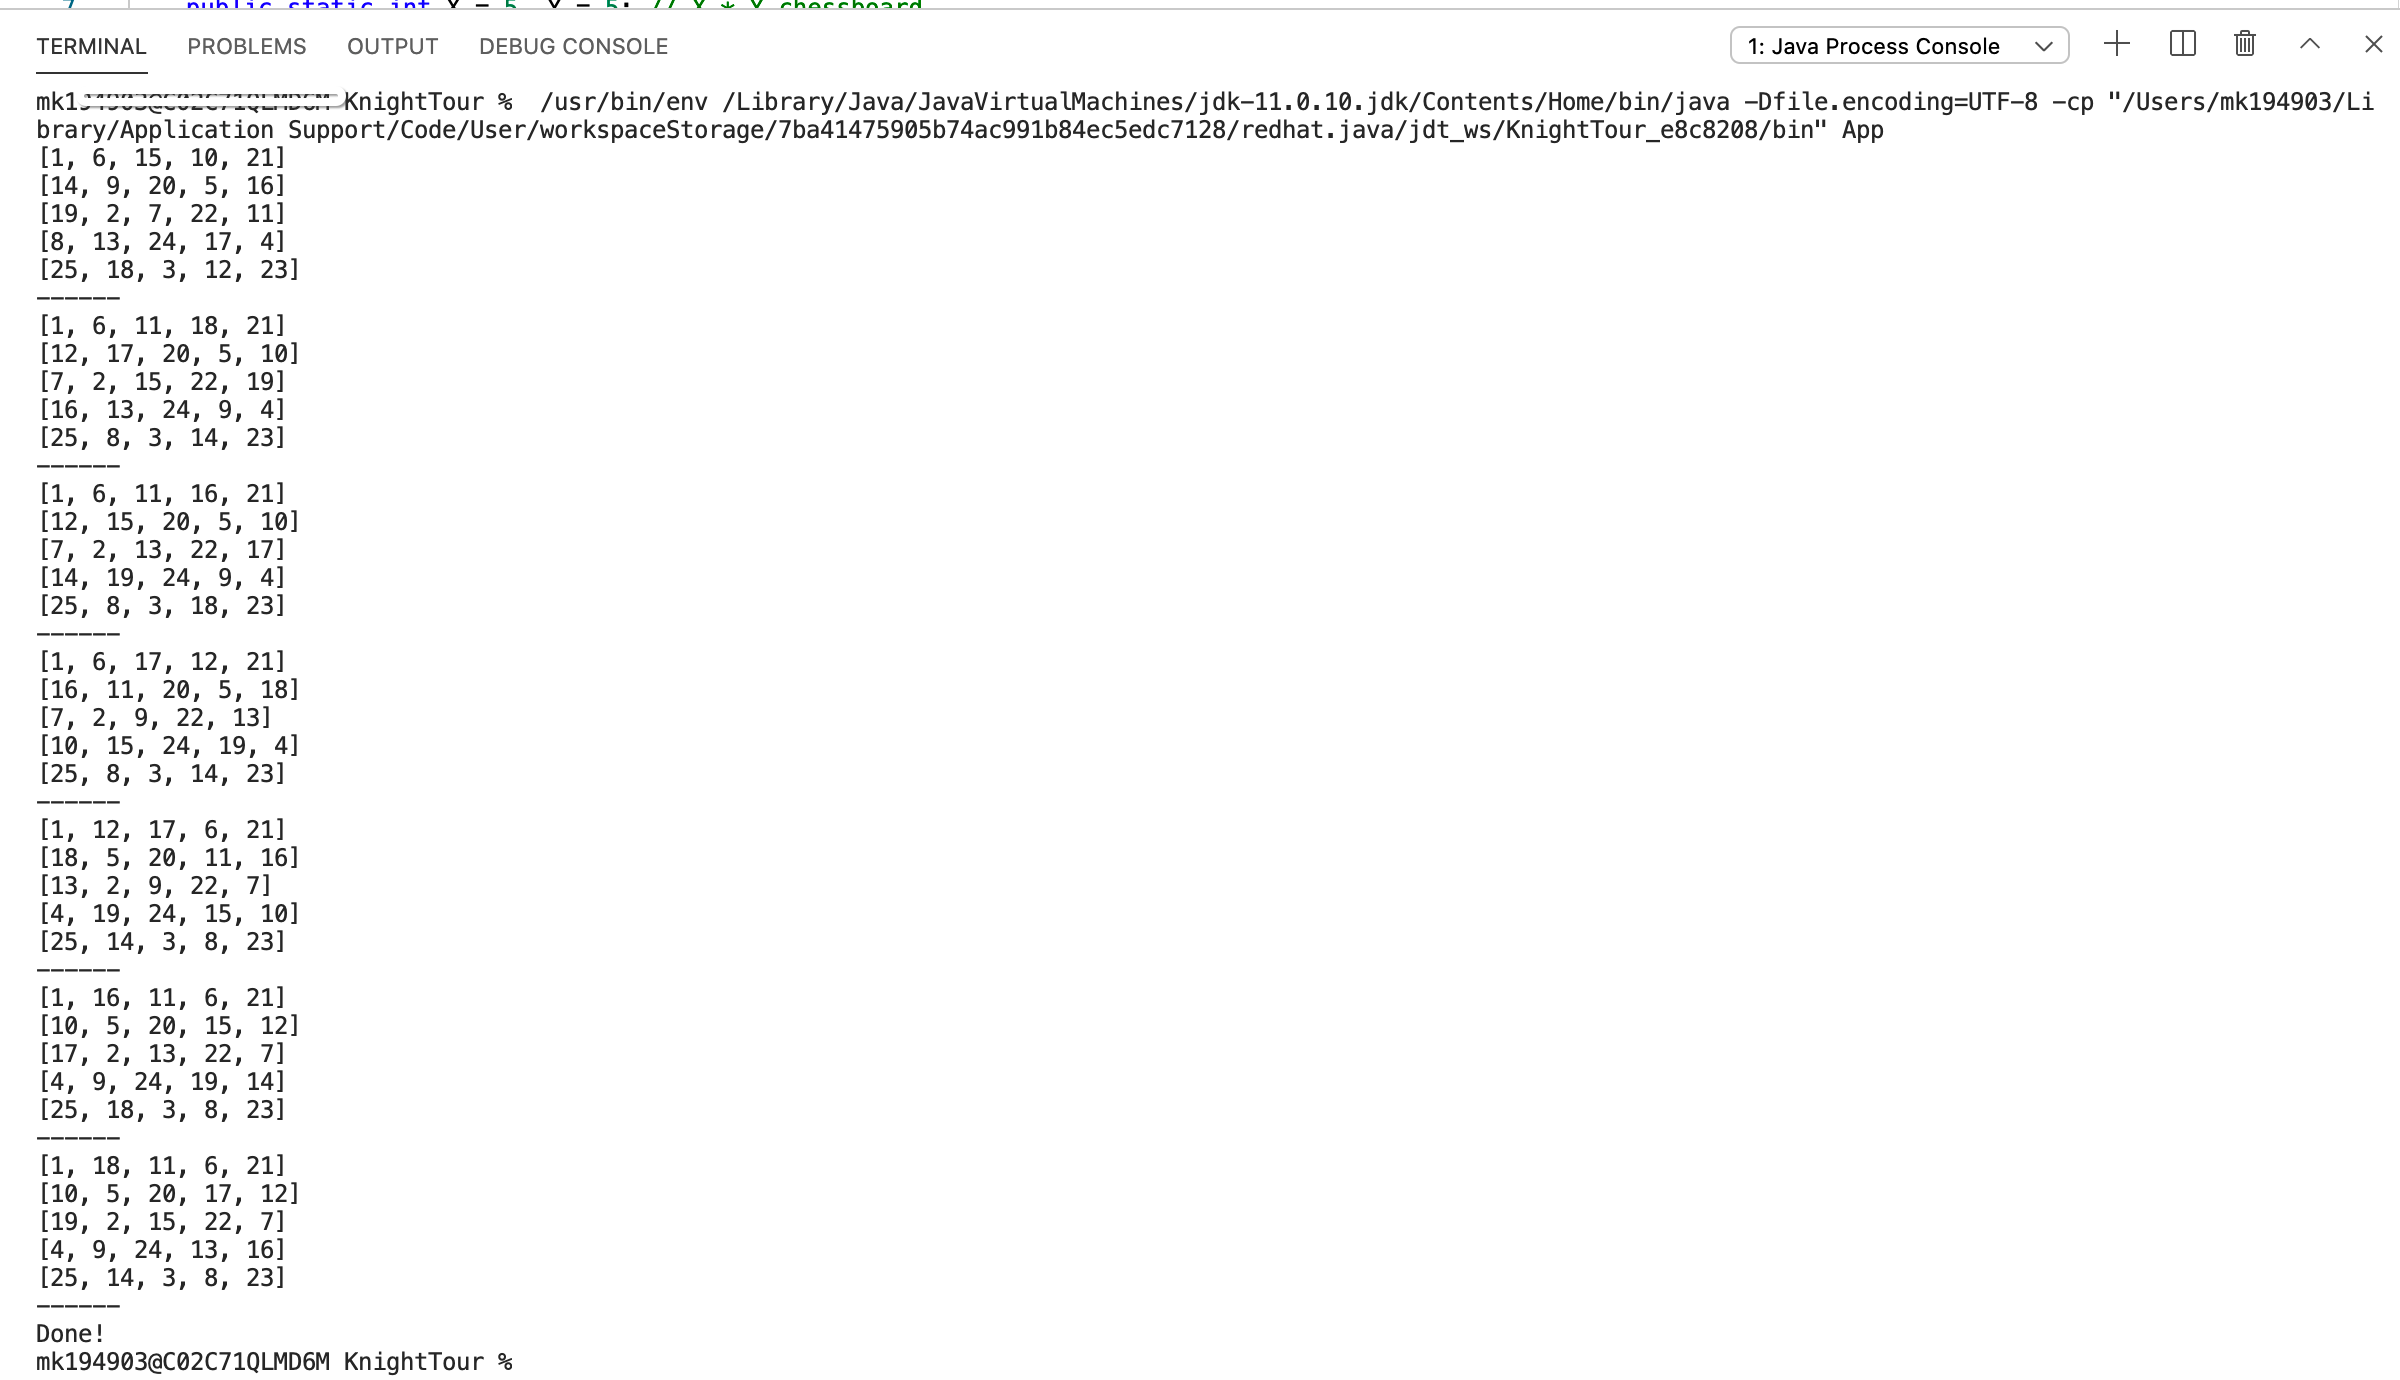 7 public static int X = 5, Y = 5; // X * Y chessboard
TERMINAL PROBLEMS OUTPUT DEBUG CONSOLE 1: Java Process Console
mk194903@C02C71QLMD6M KnightTour % /usr/bin/env /Library/Java/JavaVirtualMachines/jdk-11.0.10.jdk/Contents/Home/bin/java -Dfile.encoding=UTF-8 -cp "/Users/mk194903/Li
brary/Application Support/Code/User/workspaceStorage/7ba41475905b74ac991b84ec5edc7128/redhat.java/jdt_ws/KnightTour_e8c8208/bin" App
[1, 6, 15, 10, 21]
[14, 9, 20, 5, 16]
[19, 2, 7, 22, 11]
[8, 13, 24, 17, 4]
[25, 18, 3, 12, 23]
------
[1, 6, 11, 18, 21]
[12, 17, 20, 5, 10]
[7, 2, 15, 22, 19]
[16, 13, 24, 9, 4]
[25, 8, 3, 14, 23]
------
[1, 6, 11, 16, 21]
[12, 15, 20, 5, 10]
[7, 2, 13, 22, 17]
[14, 19, 24, 9, 4]
[25, 8, 3, 18, 23]
------
[1, 6, 17, 12, 21]
[16, 11, 20, 5, 18]
[7, 2, 9, 22, 13]
[10, 15, 24, 19, 4]
[25, 8, 3, 14, 23]
------
[1, 12, 17, 6, 21]
[18, 5, 20, 11, 16]
[13, 2, 9, 22, 7]
[4, 19, 24, 15, 10]
[25, 14, 3, 8, 23]
------
[1, 16, 11, 6, 21]
[10, 5, 20, 15, 12]
[17, 2, 13, 22, 7]
[4, 9, 24, 19, 14]
[25, 18, 3, 8, 23]
------
[1, 18, 11, 6, 21]
[10, 5, 20, 17, 12]
[19, 2, 15, 22, 7]
[4, 9, 24, 13, 16]
[25, 14, 3, 8, 23]
------
Done!
mk194903@C02C71QLMD6M KnightTour %